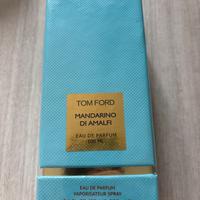 TOM FORD
MANDARINO
DI AMALFI
EAU DE PARFUM
100 ML
EAU DE PARFUM
VAPORISATEUR SPRAY